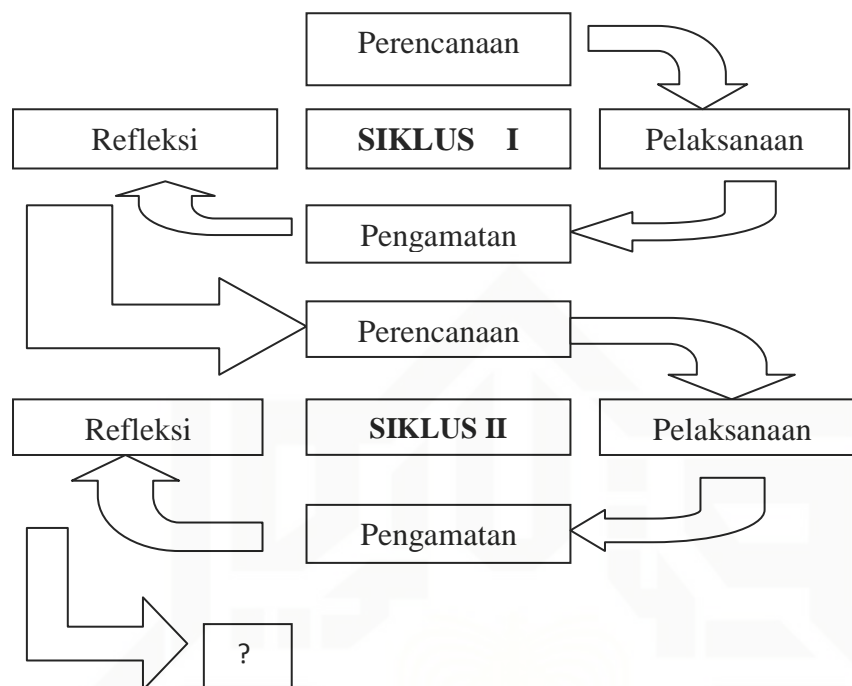 Perencanaan
Refleksi
SIKLUS I
Pelaksanaan
Pengamatan
Perencanaan
Refleksi
SIKLUS II
Pelaksanaan
Pengamatan
?